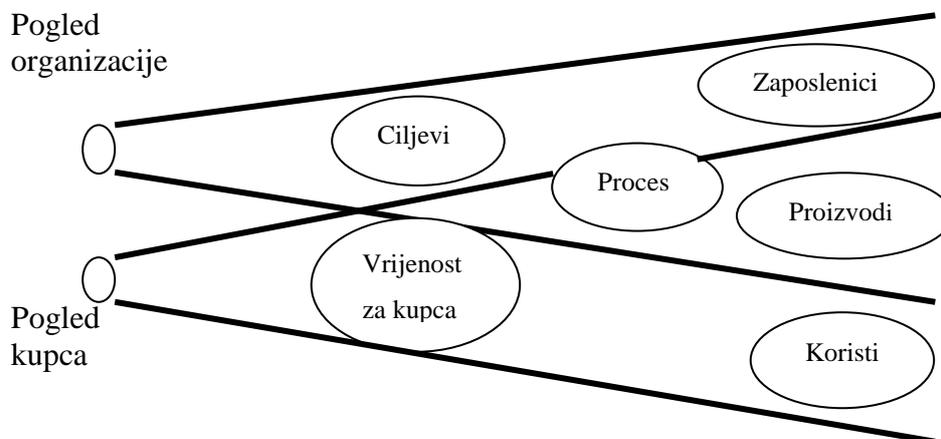 Pogled
organizacije
Zaposlenici
Ciljevi
Proces
Proizvodi
Vrijenost
za kupca
Pogled
kupca
Koristi